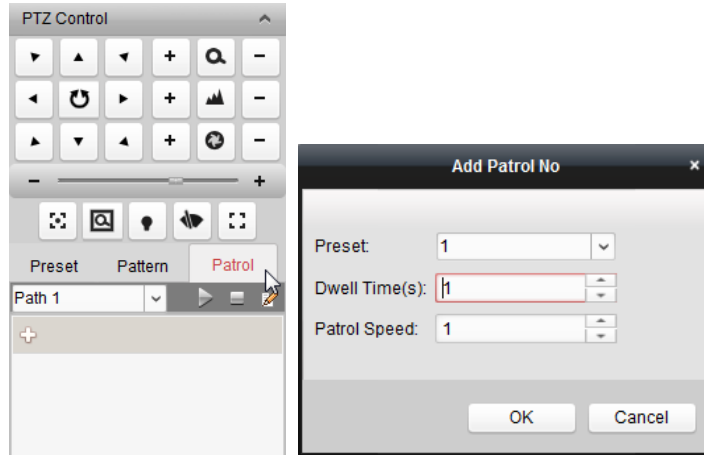 PTZ Control
Preset
Pattern
Patrol
Path 1
Add Patrol No
Preset: 1
Dwell Time(s): 1
Patrol Speed: 1
OK
Cancel